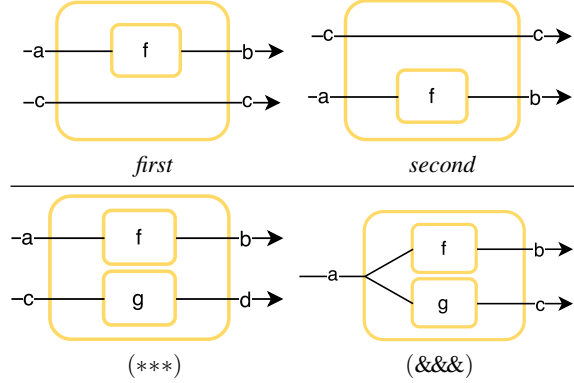 a f b
c c
first
c c
a f b
second
a f b
c g d
(***)
a f b
g c
(&&&)